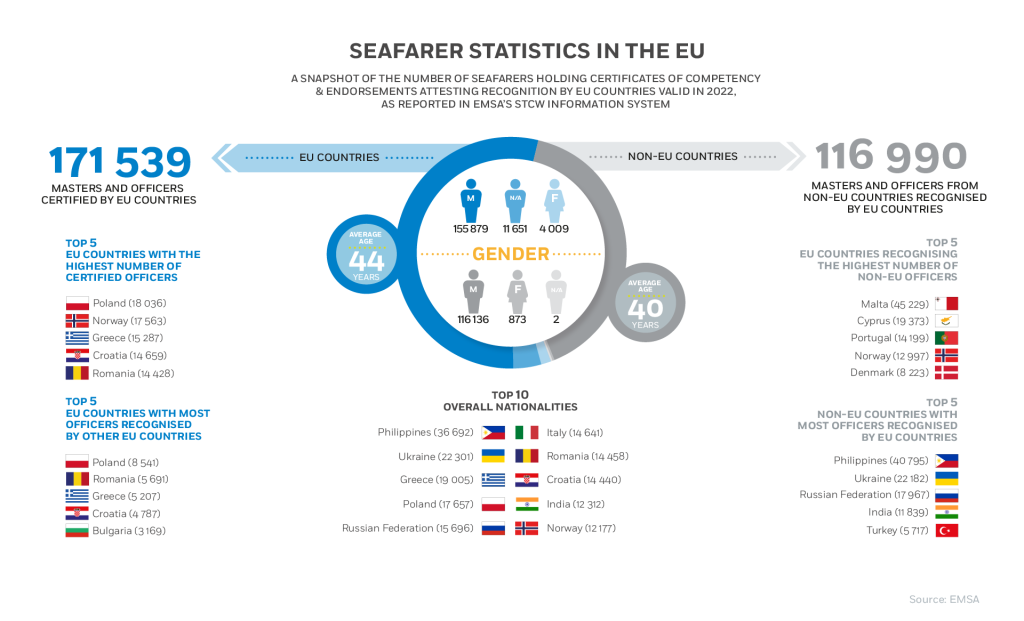 SEAFARER STATISTICS IN THE EU
A SNAPSHOT OF THE NUMBER OF SEAFARERS HOLDING CERTIFICATES OF COMPETENCY
& ENDORSEMENTS ATTESTING RECOGNITION BY EU COUNTRIES VALID IN 2022,
AS REPORTED IN EMSA'S STCW INFORMATION SYSTEM
171 539
MASTERS AND OFFICERS
CERTIFIED BY EU COUNTRIES
EU COUNTRIES
NON-EU COUNTRIES
116 990
MASTERS AND OFFICERS FROM
NON-EU COUNTRIES RECOGNISED
BY EU COUNTRIES
M
N/A
F
155 879
11 651
4 009
GENDER
M
F
N/A
116 136
873
2
AVERAGE
AGE
44
YEARS
AVERAGE
AGE
40
YEARS
TOP 5
EU COUNTRIES WITH THE
HIGHEST NUMBER OF
CERTIFIED OFFICERS
Poland (18 036)
Norway (17 563)
Greece (15 287)
Croatia (14 659)
Romania (14 428)
TOP 5
EU COUNTRIES WITH MOST
OFFICERS RECOGNISED
BY OTHER EU COUNTRIES
Poland (8 541)
Romania (5 691)
Greece (5 207)
Croatia (4 787)
Bulgaria (3 169)
TOP 10
OVERALL NATIONALITIES
Philippines (36 692)
Ukraine (22 301)
Greece (19 005)
Poland (17 657)
Russian Federation (15 696)
Italy (14 641)
Romania (14 458)
Croatia (14 440)
India (12 312)
Norway (12 177)
TOP 5
EU COUNTRIES RECOGNISING
THE HIGHEST NUMBER OF
NON-EU OFFICERS
Malta (45 229)
Cyprus (19 373)
Portugal (14 199)
Norway (12 997)
Denmark (8 223)
TOP 5
NON-EU COUNTRIES WITH
MOST OFFICERS RECOGNISED
BY EU COUNTRIES
Philippines (40 795)
Ukraine (22 182)
Russian Federation (17 967)
India (11 839)
Turkey (5 717)
Source: EMSA